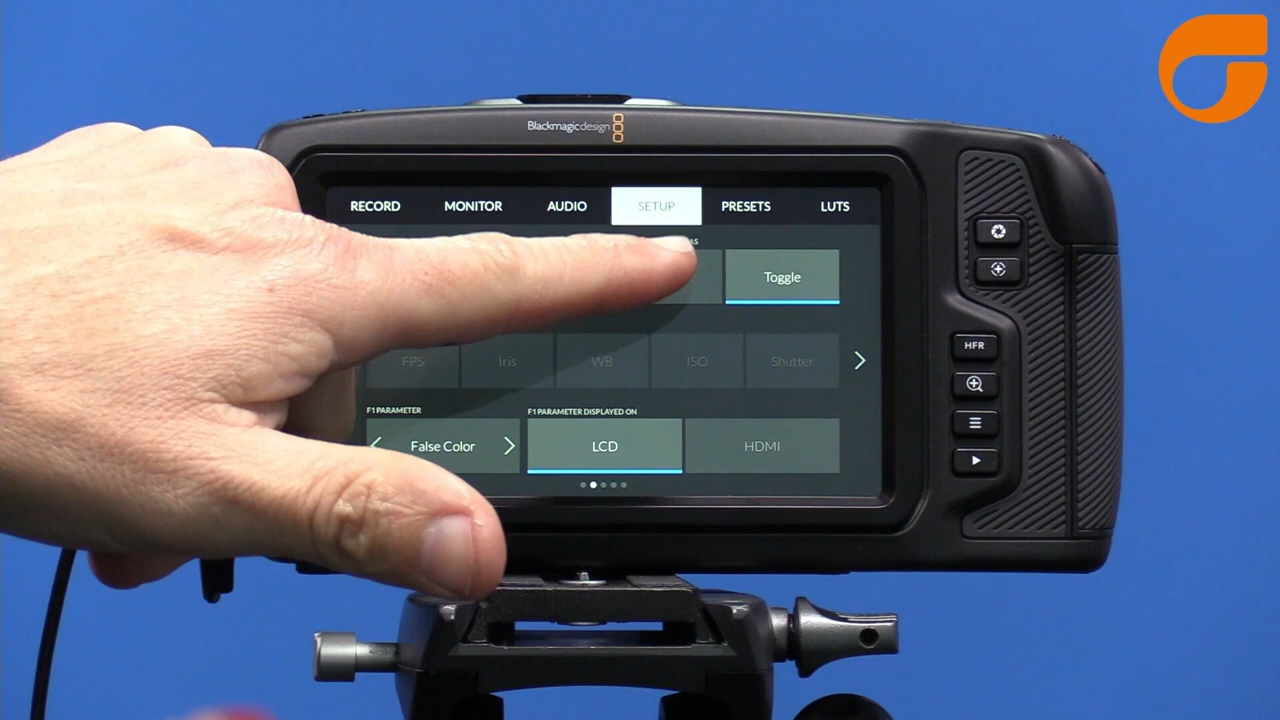 Blackmagicdesign
RECORD MONITOR AUDIO SETUP PRESETS LUTS
Toggle
FPS Iris WB ISO Shutter
F1 PARAMETER F1 PARAMETER DISPLAYED ON
False Color LCD HDMI
HFR